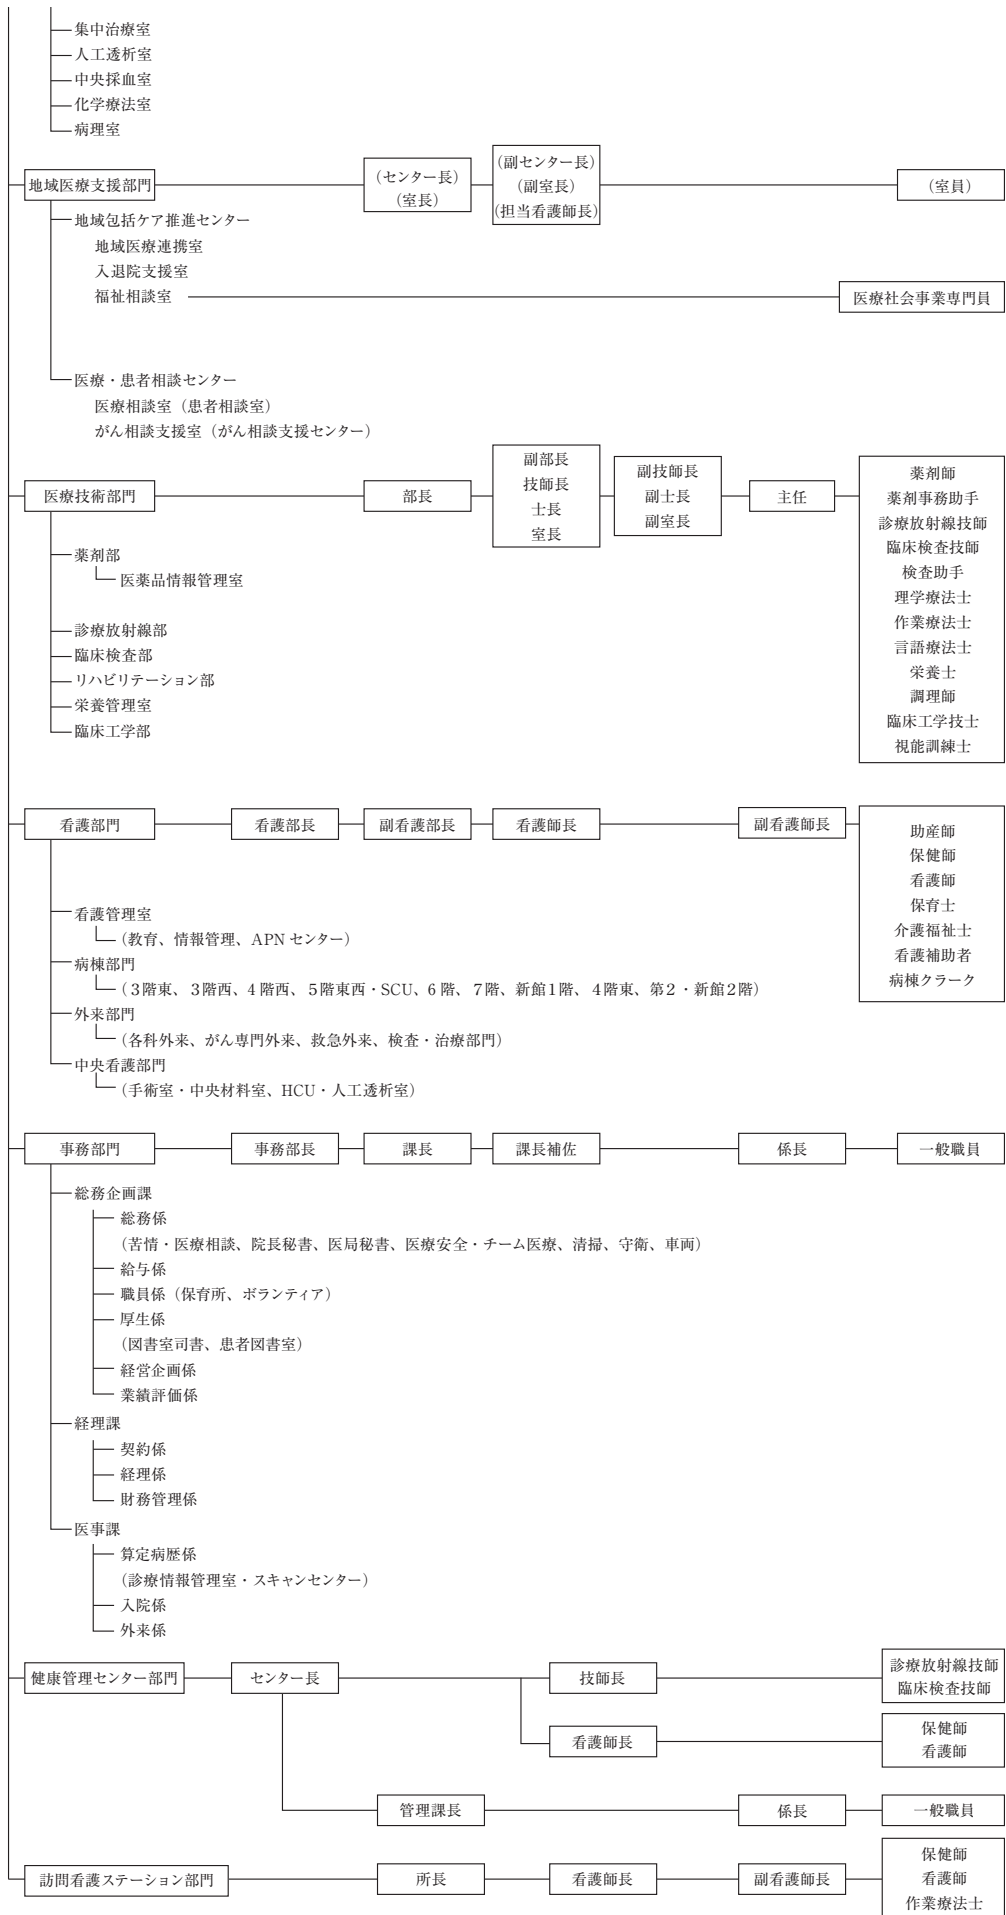 集中治療室
人工透析室
中央採血室
化学療法室
病理室
地域医療支援部門
(センター長)
(室長)
(副センター長)
(副室長)
(担当看護師長)
(室員)
地域包括ケア推進センター
地域医療連携室
入退院支援室
福祉相談室
医療社会事業専門員
医療・患者相談センター
医療相談室（患者相談室）
がん相談支援室（がん相談支援センター）
医療技術部門
部長
副部長
技師長
士長
室長
副技師長
副士長
副室長
主任
薬剤師
薬剤事務助手
診療放射線技師
臨床検査技師
検査助手
理学療法士
作業療法士
言語療法士
栄養士
調理師
臨床工学技士
視能訓練士
薬剤部
医薬品情報管理室
診療放射線部
臨床検査部
リハビリテーション部
栄養管理室
臨床工学部
看護部門
看護部長
副看護部長
看護師長
副看護師長
助産師
保健師
看護師
保育士
介護福祉士
看護補助者
病棟クラーク
看護管理室
（教育、情報管理、APN センター）
病棟部門
（３階東、３階西、４階西、５階東西・SCU、６階、７階、新館１階、４階東、第２・新館２階）
外来部門
（各科外来、がん専門外来、救急外来、検査・治療部門）
中央看護部門
（手術室・中央材料室、HCU・人工透析室）
事務部門
事務部長
課長
課長補佐
係長
一般職員
総務企画課
総務係
（苦情・医療相談、院長秘書、医局秘書、医療安全・チーム医療、清掃、守衛、車両）
給与係
職員係（保育所、ボランティア）
厚生係
（図書室司書、患者図書室）
経営企画係
業績評価係
経理課
契約係
経理係
財務管理係
医事課
算定病歴係
（診療情報管理室・スキャンセンター）
入院係
外来係
健康管理センター部門
センター長
技師長
診療放射線技師
臨床検査技師
看護師長
保健師
看護師
管理課長
係長
一般職員
訪問看護ステーション部門
所長
看護師長
副看護師長
保健師
看護師
作業療法士